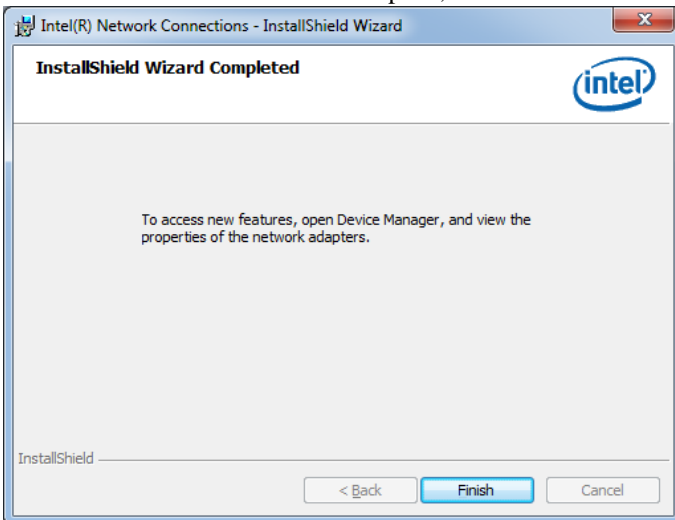 Intel(R) Network Connections - InstallShield Wizard
InstallShield Wizard Completed
intel
To access new features, open Device Manager, and view the
properties of the network adapters.
InstallShield
< Back
Finish
Cancel